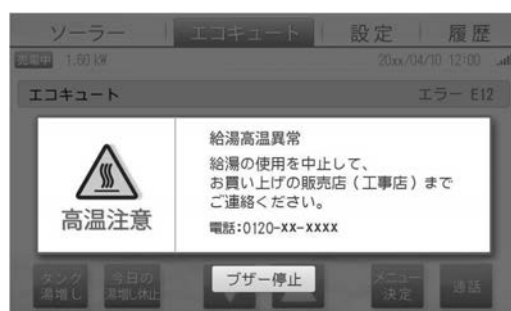 ソーラー
エコキュート
設定
履歴
売電中 1.60 kW
20xx/04/10 12:00
エコキュート
エラー E12
高温注意
給湯高温異常
給湯の使用を中止して、
お買い上げの販売店（工事店）まで
ご連絡ください。
電話:0120-XX-XXXX
タンク
湯増し
今日の
湯増し休止
ブザー停止
メニュー
決定
通話